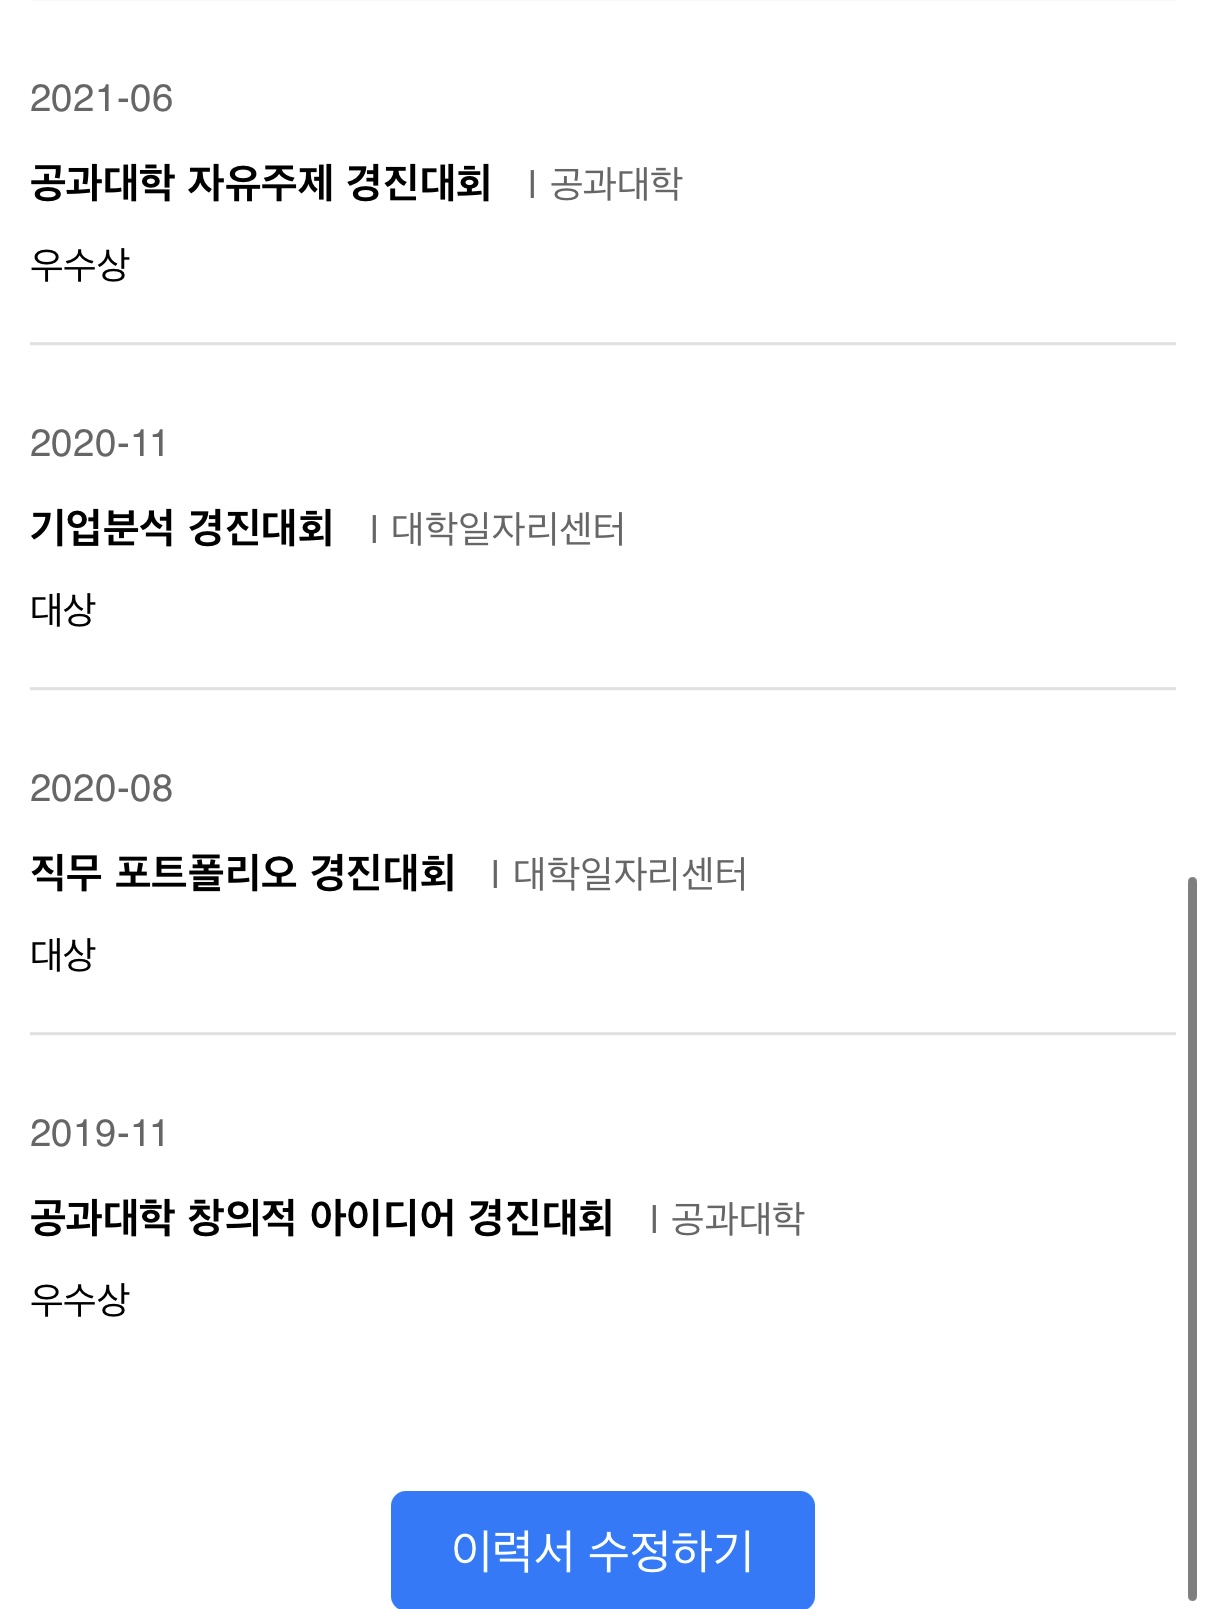 2021-06
공과대학 자유주제 경진대회 | 공과대학
우수상
2020-11
기업분석 경진대회 | 대학일자리센터
대상
2020-08
직무 포트폴리오 경진대회 | 대학일자리센터
대상
2019-11
공과대학 창의적 아이디어 경진대회 | 공과대학
우수상
이력서 수정하기